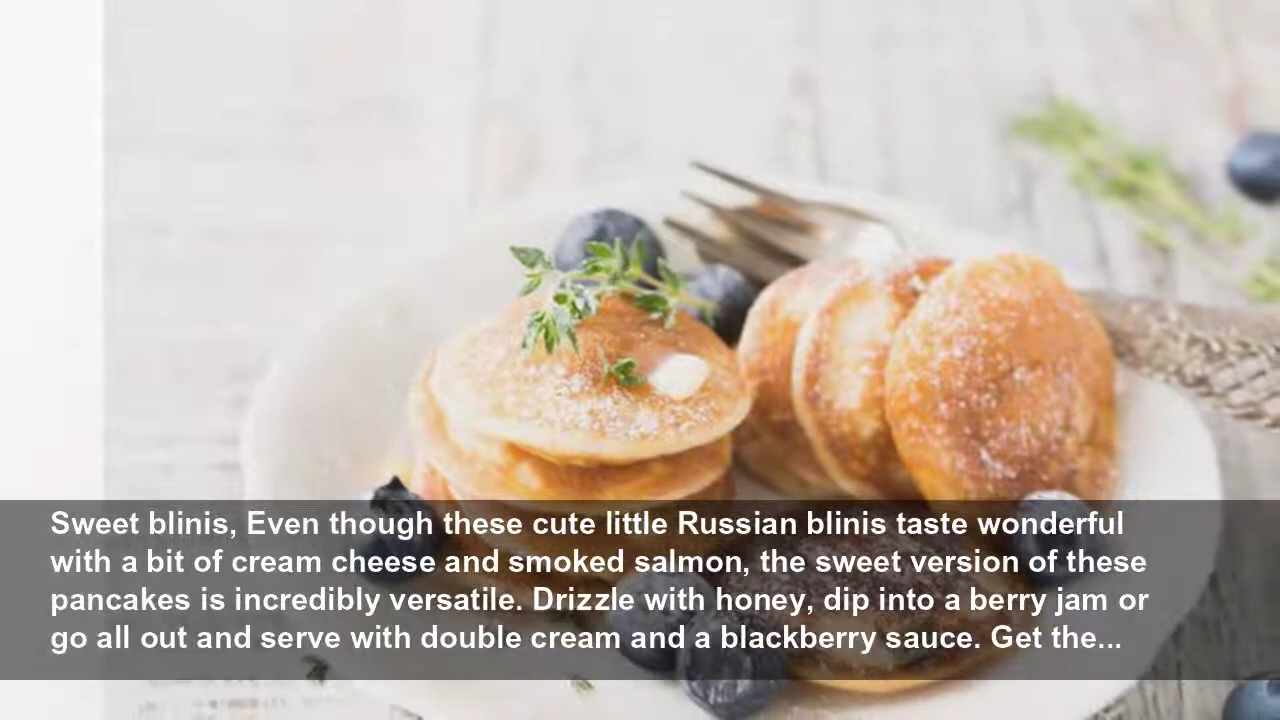 Sweet blinis, Even though these cute little Russian blinis taste wonderful
with a bit of cream cheese and smoked salmon, the sweet version of these
pancakes is incredibly versatile. Drizzle with honey, dip into a berry jam or
go all out and serve with double cream and a blackberry sauce. Get the...